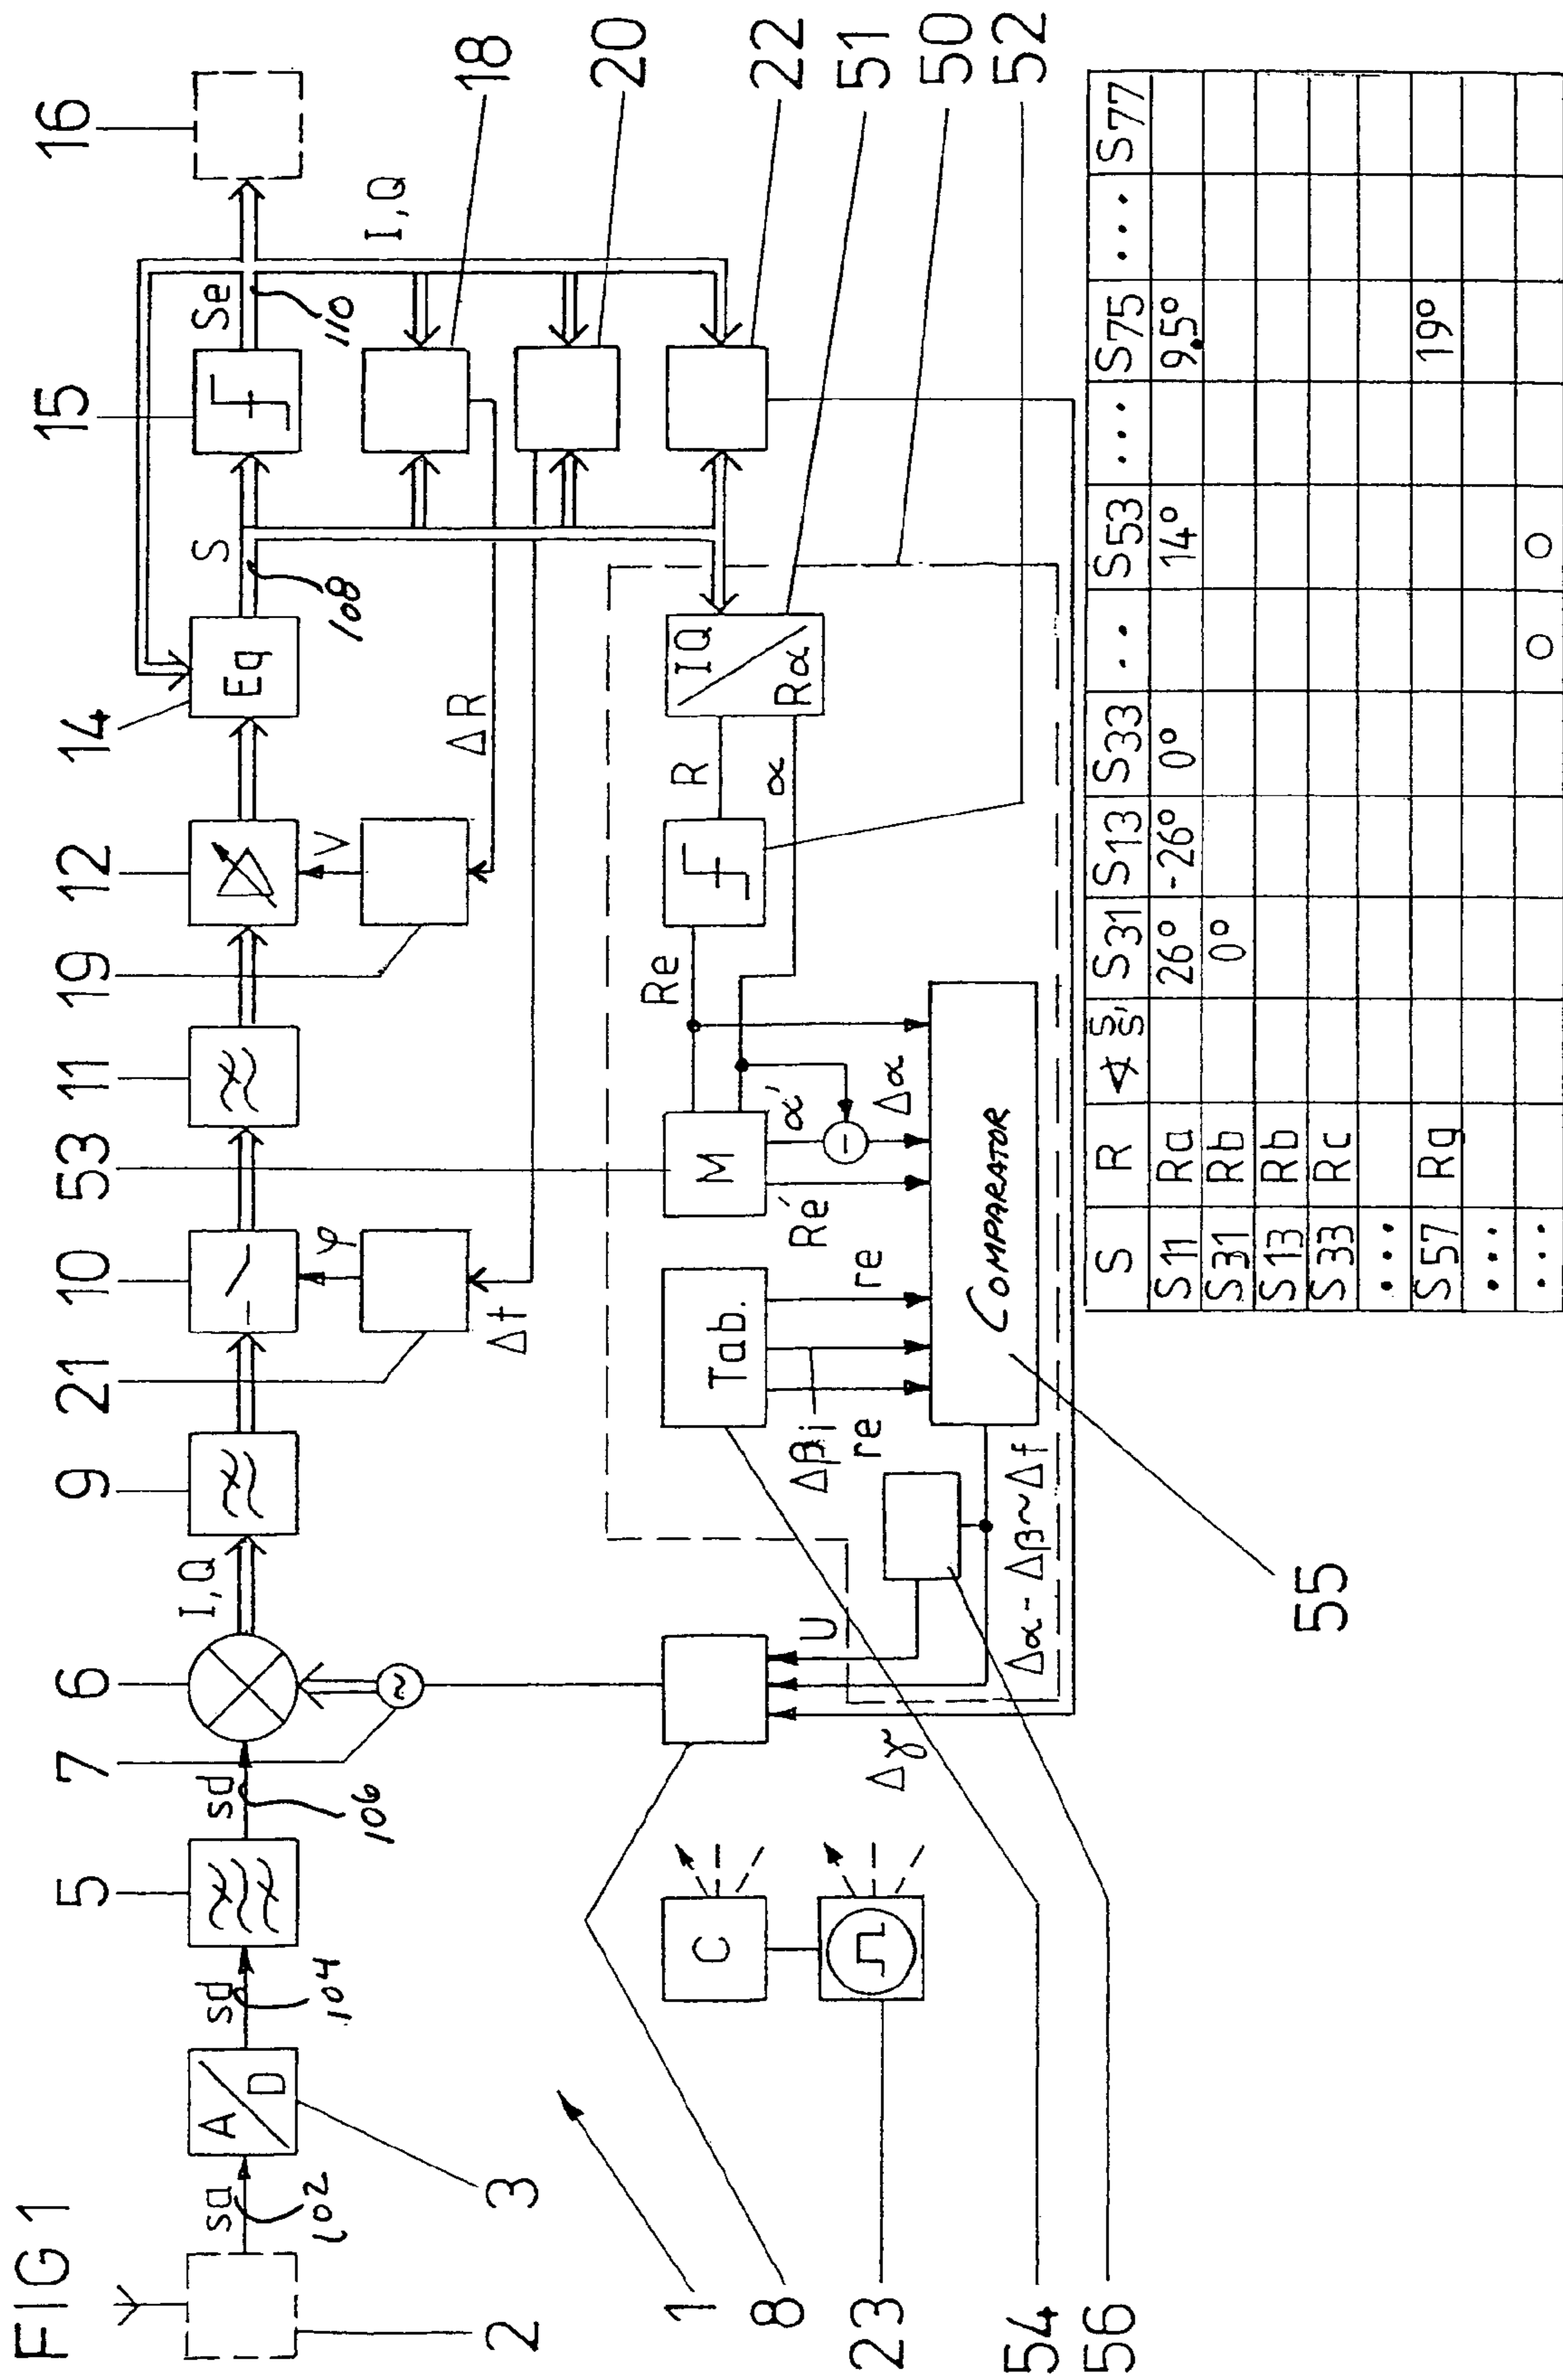 FIG 1
2
3
5
7
6
9
21
10
53
11
19
12
14
15
16
sa
102
A/D
sd
104
sd
106
I,Q
Eq
S
108
Se
110
I,Q
18
20
22
51
50
52
φ
Δt
V
ΔR
IQ/Rα
R
α
Re
M
α'
Δα
Ré
Tab.
re
Δβi
re
COMPARATOR
U
Δα - Δβ ~ Δf
Δγ
C
1
8
23
54
56
55
S R ∢ S S' S31 S13 S33 .. S53 ... S75 ... S77
S11 Ra 26° -26° 0° 14° 9.5°
S31 Rb 0°
S13 Rb
S33 Rc
...
S57 Rg 19°
...
... O O